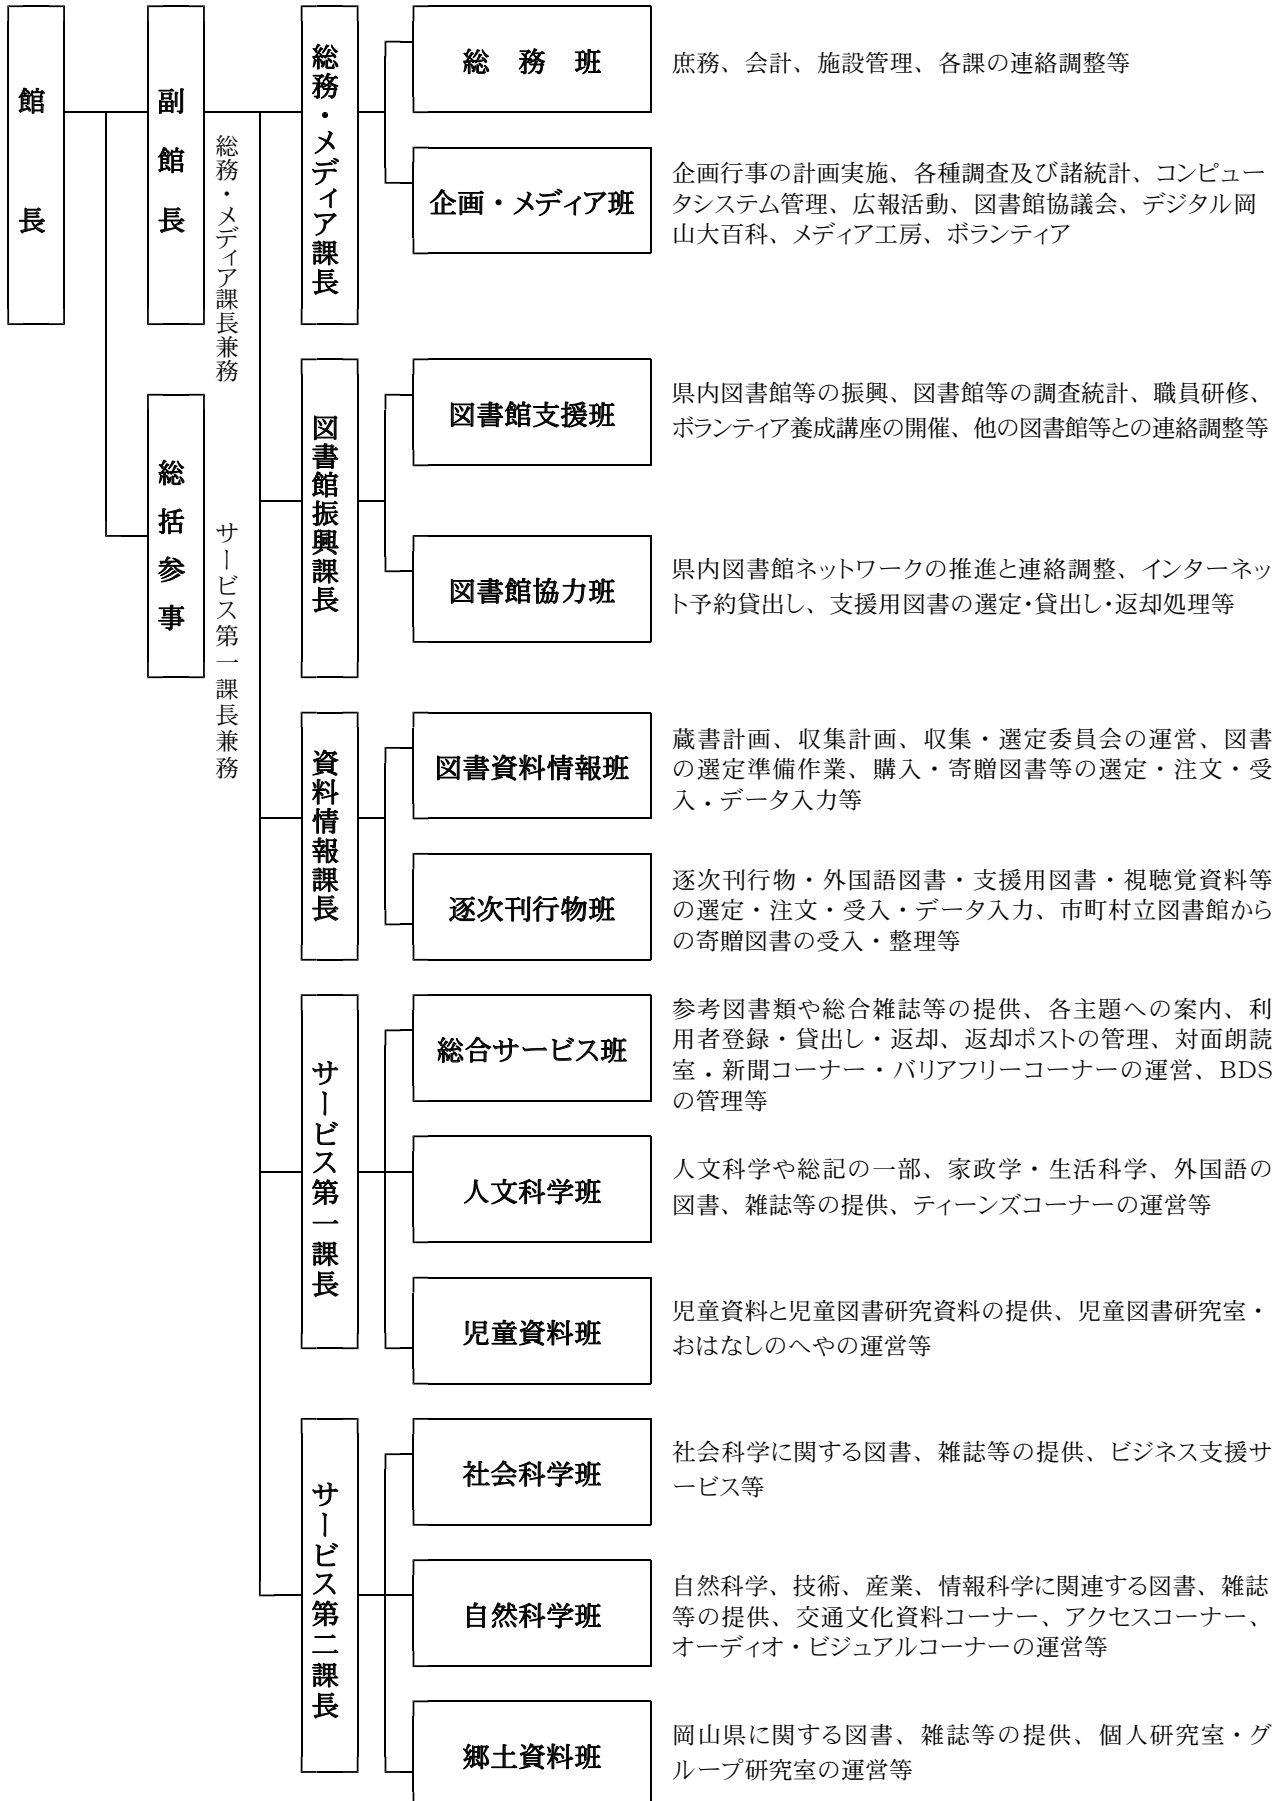 館長
副館長
総務・メディア課長兼務
総括参事
サービス第一課長兼務
総務・メディア課長
総務班
庶務、会計、施設管理、各課の連絡調整等
企画・メディア班
企画行事の計画実施、各種調査及び諸統計、コンピュー
タシステム管理、広報活動、図書館協議会、デジタル岡
山大百科、メディア工房、ボランティア
図書館振興課長
図書館支援班
県内図書館等の振興、図書館等の調査統計、職員研修、
ボランティア養成講座の開催、他の図書館等との連絡調整等
図書館協力班
県内図書館ネットワークの推進と連絡調整、インターネッ
ト予約貸出し、支援用図書の選定・貸出し・返却処理等
資料情報課長
図書資料情報班
蔵書計画、収集計画、収集・選定委員会の運営、図書
の選定準備作業、購入・寄贈図書等の選定・注文・受
入・データ入力等
逐次刊行物班
逐次刊行物・外国語図書・支援用図書・視聴覚資料等
の選定・注文・受入・データ入力、市町村立図書館から
の寄贈図書の受入・整理等
サービス第一課長
総合サービス班
参考図書類や総合雑誌等の提供、各主題への案内、利
用者登録・貸出し・返却、返却ポストの管理、対面朗読
室・新聞コーナー・バリアフリーコーナーの運営、BDS
の管理等
人文科学班
人文科学や総記の一部、家政学・生活科学、外国語の
図書、雑誌等の提供、ティーンズコーナーの運営等
児童資料班
児童資料と児童図書研究資料の提供、児童図書研究室・
おはなしのへやの運営等
サービス第二課長
社会科学班
社会科学に関する図書、雑誌等の提供、ビジネス支援サ
ービス等
自然科学班
自然科学、技術、産業、情報科学に関連する図書、雑誌
等の提供、交通文化資料コーナー、アクセスコーナー、
オーディオ・ビジュアルコーナーの運営等
郷土資料班
岡山県に関する図書、雑誌等の提供、個人研究室・グ
ループ研究室の運営等